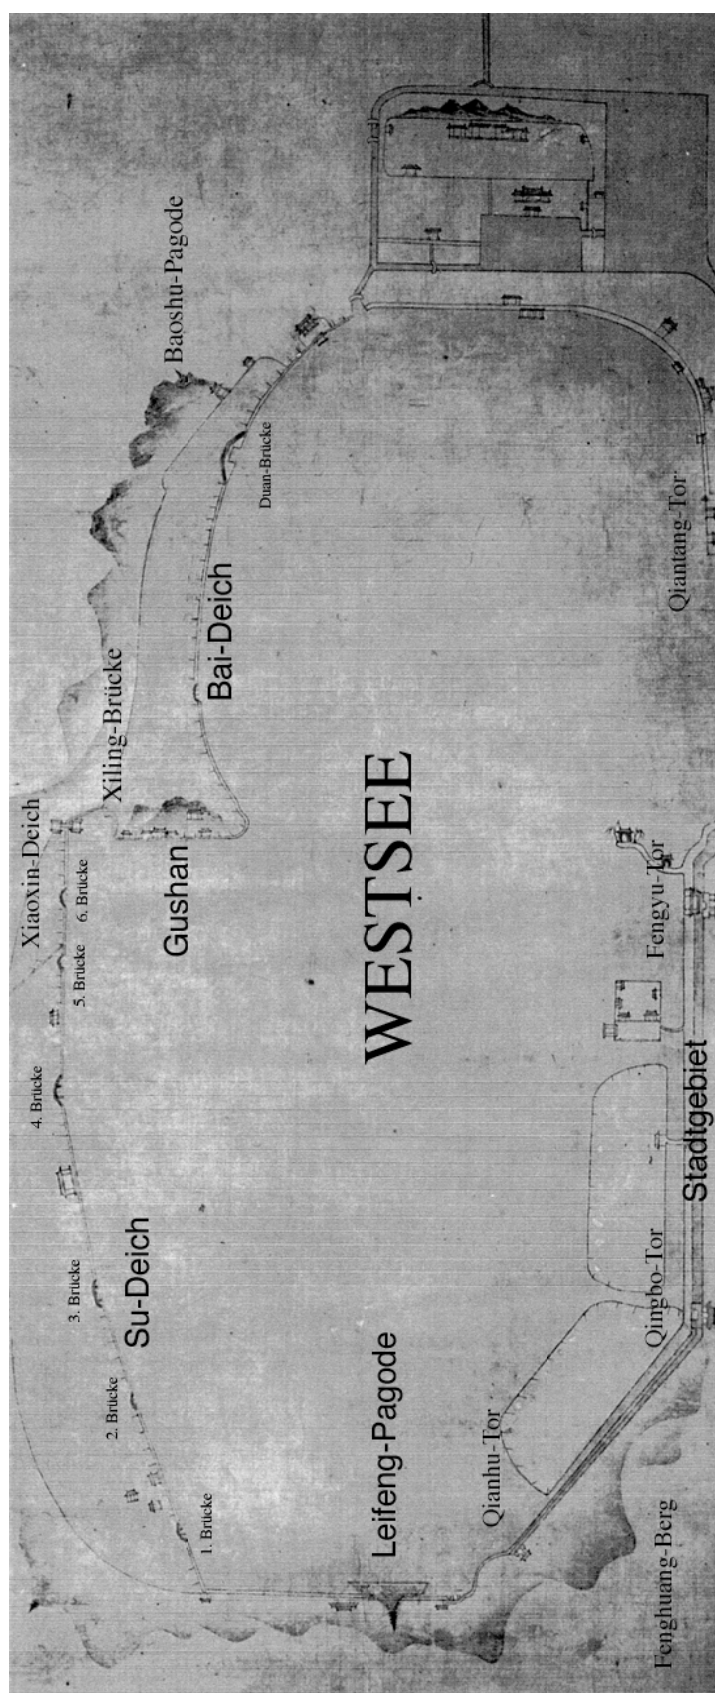 Baoshu-Pagode
Duan-Brücke
Qiantang-Tor
Bai-Deich
Xiling-Brücke
Xiaoxin-Deich
6. Brücke
Gushan
WESTSEE
Fengyu-Tor
5. Brücke
4. Brücke
Stadtgebiet
3. Brücke
Su-Deich
Qingbo-Tor
2. Brücke
Leifeng-Pagode
Qianhu-Tor
1. Brücke
Fenghuang-Berg